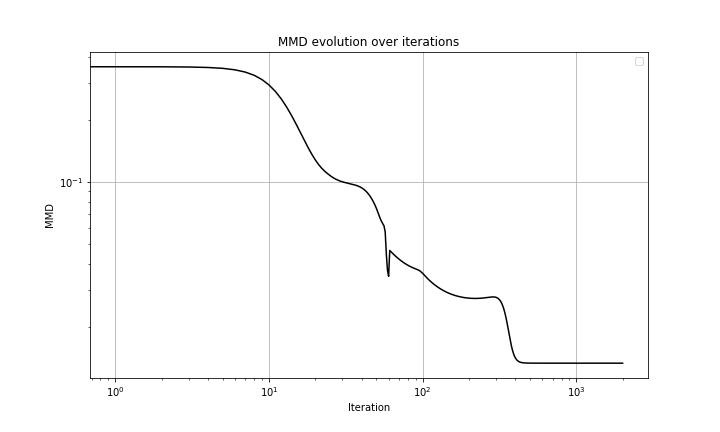 MMD evolution over iterations
10⁻¹
MMD
10⁰ 10¹ 10² 10³
Iteration